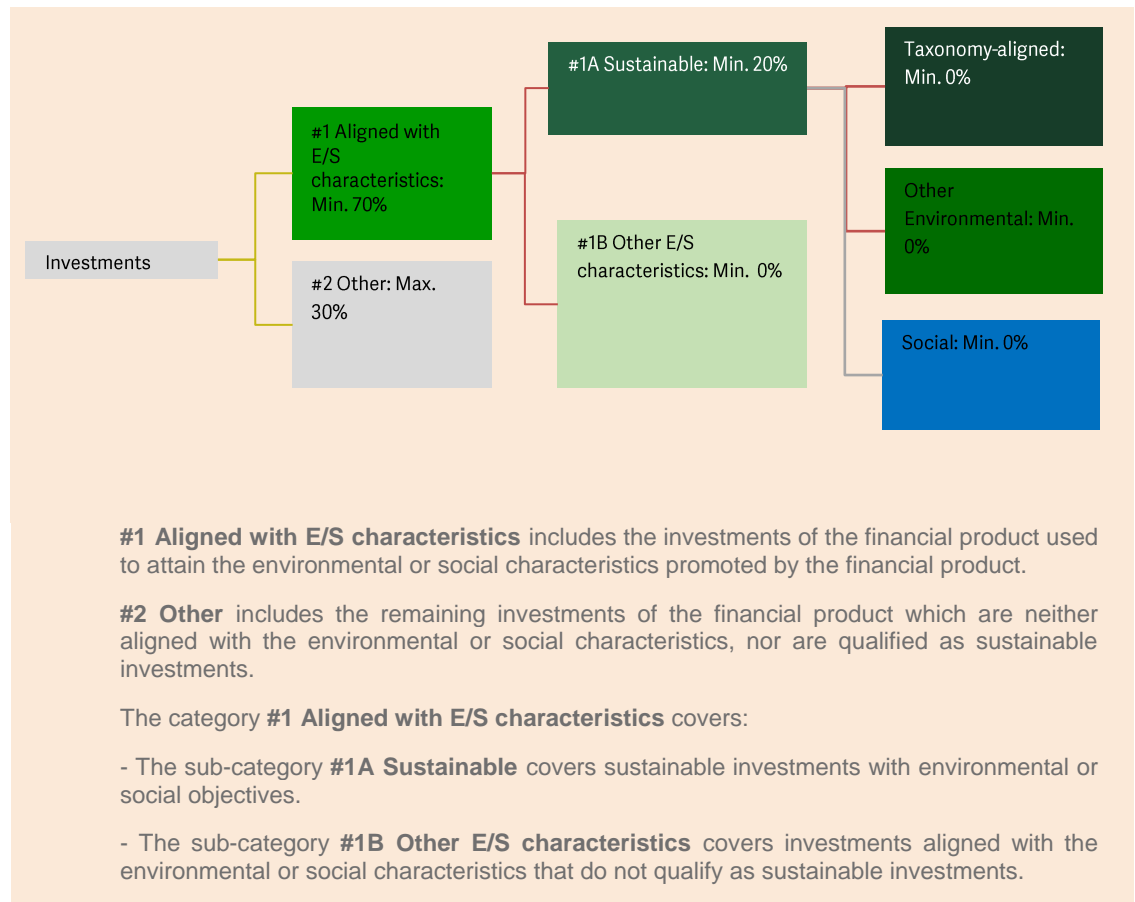 Investments
#1 Aligned with
E/S
characteristics:
Min. 70%
#2 Other: Max.
30%
#1A Sustainable: Min. 20%
#1B Other E/S
characteristics: Min. 0%
Taxonomy-aligned:
Min. 0%
Other
Environmental: Min.
0%
Social: Min. 0%
#1 Aligned with E/S characteristics includes the investments of the financial product used
to attain the environmental or social characteristics promoted by the financial product.
#2 Other includes the remaining investments of the financial product which are neither
aligned with the environmental or social characteristics, nor are qualified as sustainable
investments.
The category #1 Aligned with E/S characteristics covers:
- The sub-category #1A Sustainable covers sustainable investments with environmental or
social objectives.
- The sub-category #1B Other E/S characteristics covers investments aligned with the
environmental or social characteristics that do not qualify as sustainable investments.